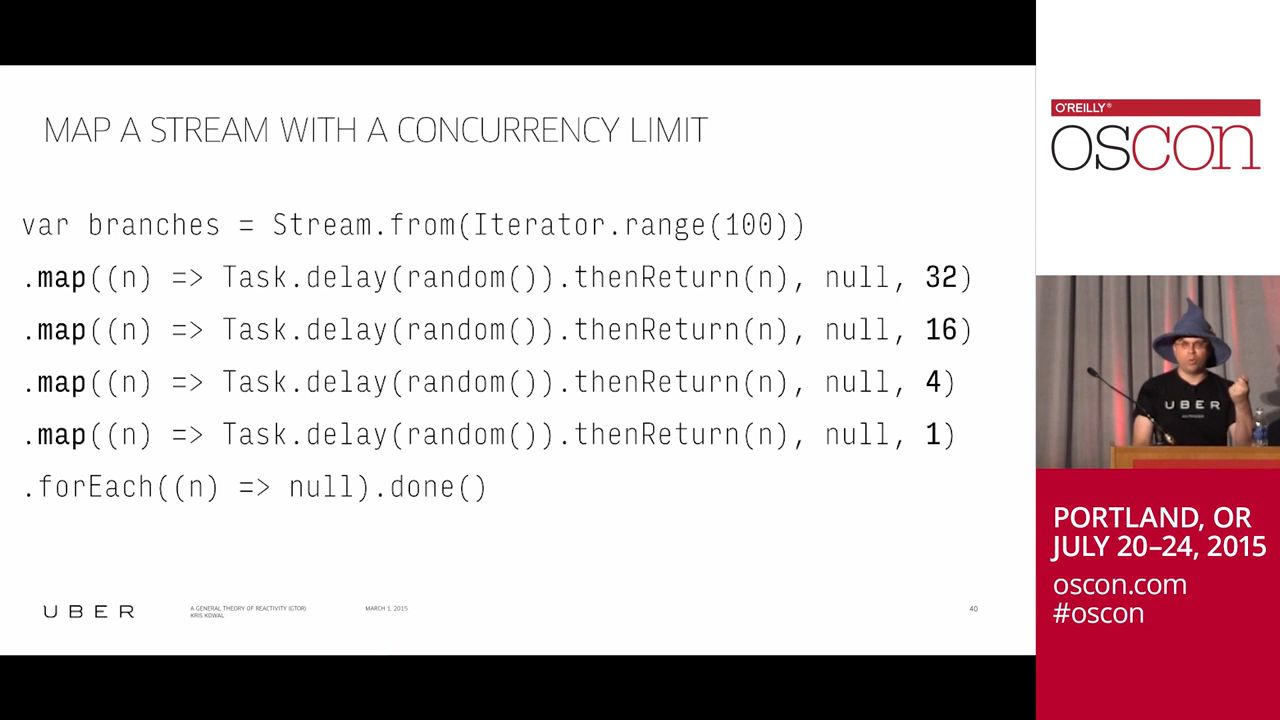 MAP A STREAM WITH A CONCURRENCY LIMIT
var branches = Stream.from(Iterator.range(100))
.map((n) => Task.delay(random()).thenReturn(n), null, 32)
.map((n) => Task.delay(random()).thenReturn(n), null, 16)
.map((n) => Task.delay(random()).thenReturn(n), null, 4)
.map((n) => Task.delay(random()).thenReturn(n), null, 1)
.forEach((n) => null).done()
UBER
A GENERAL THEORY OF REACTIVITY (GTOR)
KRIS KOWAL
MARCH 1, 2015
40
O'REILLY®
oscon
UBER
PORTLAND, OR
JULY 20–24, 2015
oscon.com
#oscon